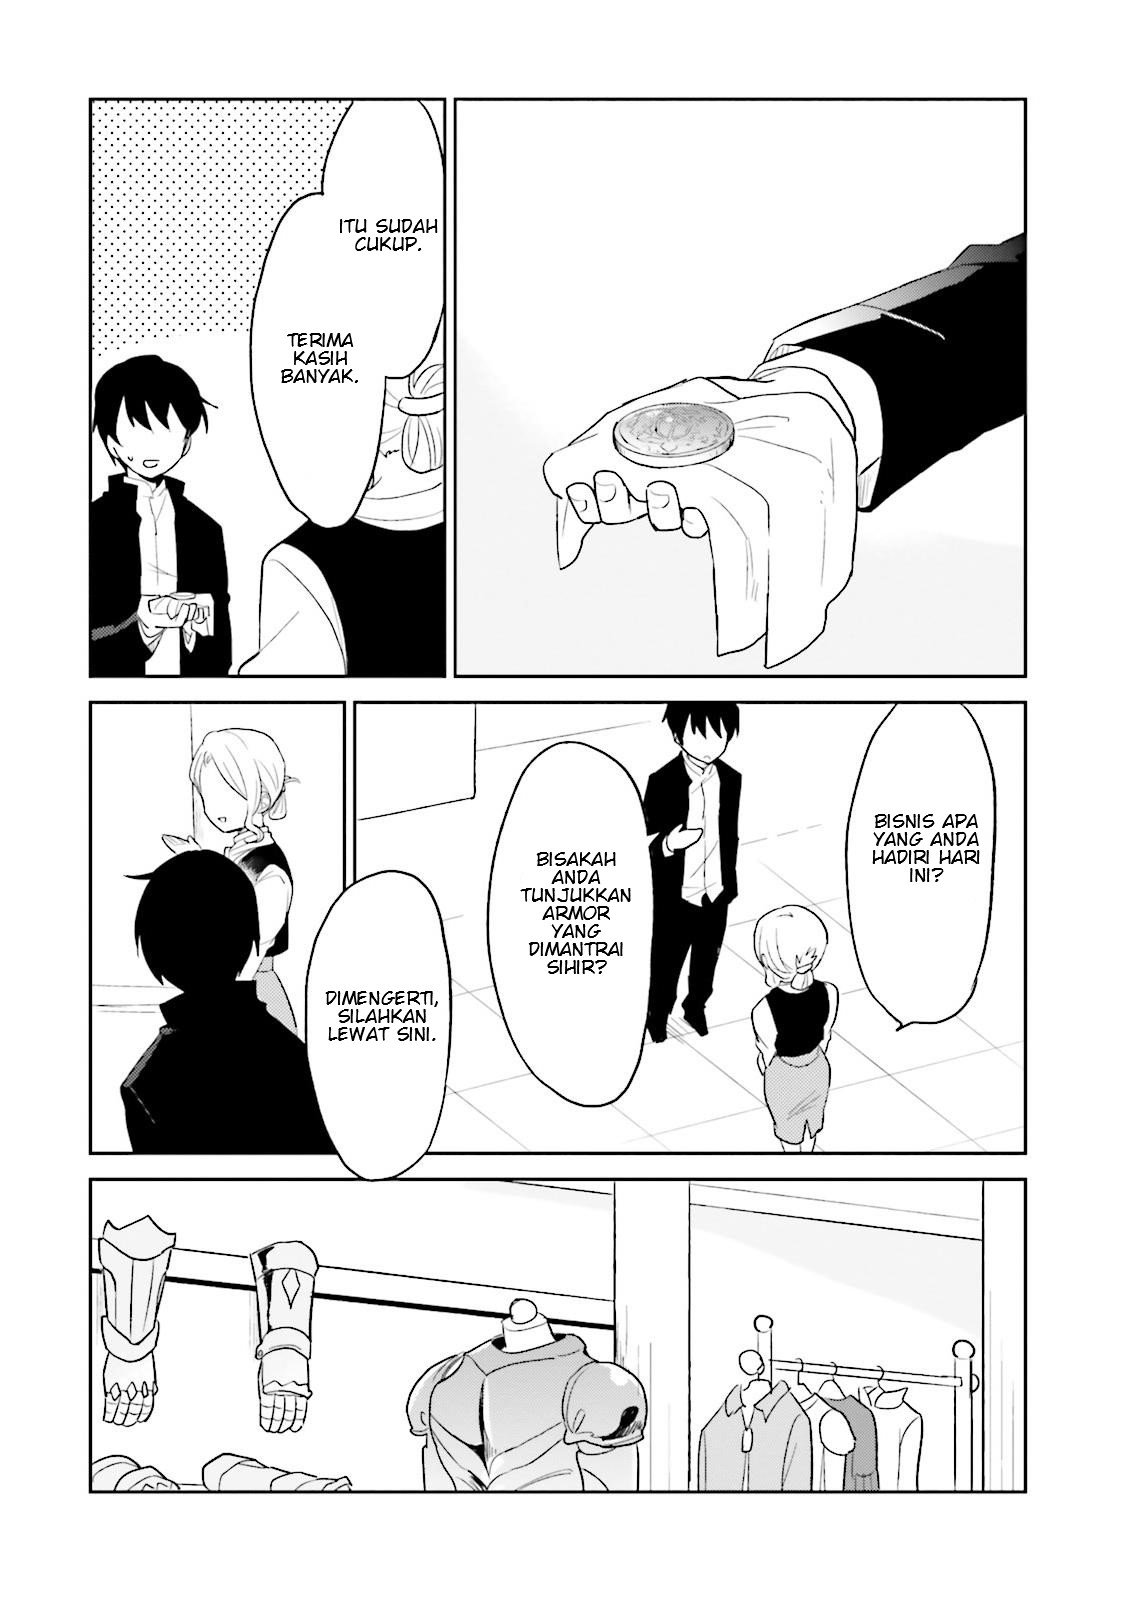 ITU SUDAH
CUKUP.
TERIMA
KASIH
BANYAK.
BISNIS APA
YANG ANDA
HADIRI HARI
INI?
BISAKAH
ANDA
TUNJUKKAN
ARMOR
YANG
DIMANTRAI
SIHIR?
DIMENGERTI,
SILAHKAN
LEWAT SINI.